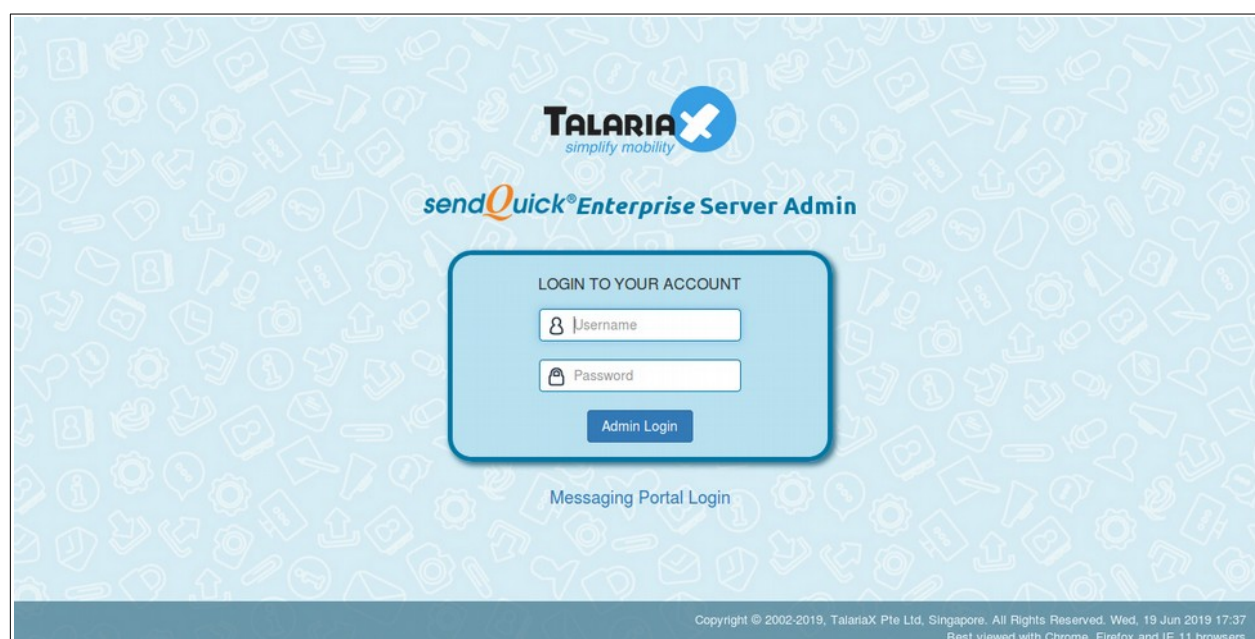 TALARIAX
simplify mobility
sendQuick®Enterprise Server Admin
LOGIN TO YOUR ACCOUNT
Username
Password
Admin Login
Messaging Portal Login
Copyright © 2002-2019, TalariaX Pte Ltd, Singapore. All Rights Reserved. Wed, 19 Jun 2019 17:37
Best viewed with Chrome, Firefox and IE 11 browsers